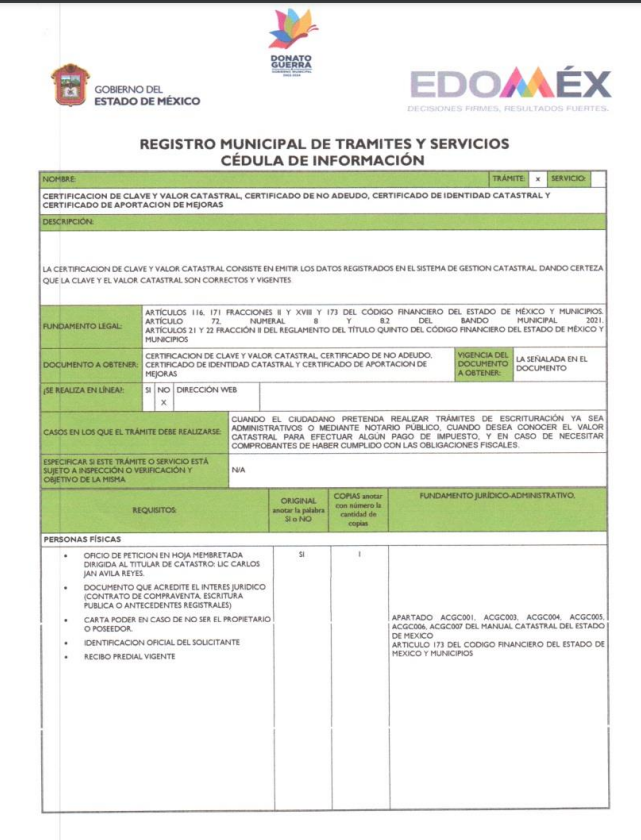 DONATO
GUERRA
GOBIERNO DEL
ESTADO DE MÉXICO
EDOMÉX
DECISIONES FIRMES, RESULTADOS FUERTES.
REGISTRO MUNICIPAL DE TRAMITES Y SERVICIOS
CÉDULA DE INFORMACIÓN
NOMBRE: TRÁMITE: x SERVICIO:
CERTIFICACION DE CLAVE Y VALOR CATASTRAL, CERTIFICADO DE NO ADEUDO, CERTIFICADO DE IDENTIDAD CATASTRAL Y
CERTIFICADO DE APORTACION DE MEJORAS
DESCRIPCIÓN:
LA CERTIFICACION DE CLAVE Y VALOR CATASTRAL CONSISTE EN EMITIR LOS DATOS REGISTRADOS EN EL SISTEMA DE GESTION CATASTRAL. DANDO CERTEZA
QUE LA CLAVE Y EL VALOR CATASTRAL SON CORRECTOS Y VIGENTES
FUNDAMENTO LEGAL:
ARTÍCULOS 116, 171 FRACCIONES II Y XVIII Y 173 DEL CÓDIGO FINANCIERO DEL ESTADO DE MÉXICO Y MUNICIPIOS.
ARTÍCULO 72, NUMERAL 8 Y 8.2 DEL BANDO MUNICIPAL 2021.
ARTÍCULOS 21 Y 22 FRACCIÓN II DEL REGLAMENTO DEL TÍTULO QUINTO DEL CÓDIGO FINANCIERO DEL ESTADO DE MÉXICO Y
MUNICIPIOS
DOCUMENTO A OBTENER:
CERTIFICACION DE CLAVE Y VALOR CATASTRAL, CERTIFICADO DE NO ADEUDO,
CERTIFICADO DE IDENTIDAD CATASTRAL Y CERTIFICADO DE APORTACION DE
MEJORAS
VIGENCIA DEL
DOCUMENTO
A OBTENER:
LA SEÑALADA EN EL
DOCUMENTO
¿SE REALIZA EN LÍNEA?: SI NO DIRECCIÓN WEB
X
CASOS EN LOS QUE EL TRÁMITE DEBE REALIZARSE:
CUANDO EL CIUDADANO PRETENDA REALIZAR TRÁMITES DE ESCRITURACIÓN YA SEA
ADMINISTRATIVOS O MEDIANTE NOTARIO PÚBLICO, CUANDO DESEA CONOCER EL VALOR
CATASTRAL PARA EFECTUAR ALGÚN PAGO DE IMPUESTO, Y EN CASO DE NECESITAR
COMPROBANTES DE HABER CUMPLIDO CON LAS OBLIGACIONES FISCALES.
ESPECIFICAR SI ESTE TRÁMITE O SERVICIO ESTÁ
SUJETO A INSPECCIÓN O VERIFICACIÓN Y
OBJETIVO DE LA MISMA
N/A
REQUISITOS:
ORIGINAL
anotar la palabra
SI o NO
COPIAS anotar
con número la
cantidad de
copias
FUNDAMENTO JURÍDICO-ADMINISTRATIVO.
PERSONAS FÍSICAS
• OFICIO DE PETICION EN HOJA MEMBRETADA
DIRIGIDA AL TITULAR DE CATASTRO: LIC CARLOS
JAN AVILA REYES.
• DOCUMENTO QUE ACREDITE EL INTERES JURIDICO
(CONTRATO DE COMPRAVENTA, ESCRITURA
PUBLICA O ANTECEDENTES REGISTRALES)
• CARTA PODER EN CASO DE NO SER EL PROPIETARIO
O POSEEDOR.
• IDENTIFICACION OFICIAL DEL SOLICITANTE
• RECIBO PREDIAL VIGENTE
SI
1
APARTADO ACGC001, ACGC003, ACGC004, ACGC005,
ACGC006, ACGC007 DEL MANUAL CATASTRAL DEL ESTADO
DE MEXICO
ARTICULO 173 DEL CODIGO FINANCIERO DEL ESTADO DE
MEXICO Y MUNICIPIOS